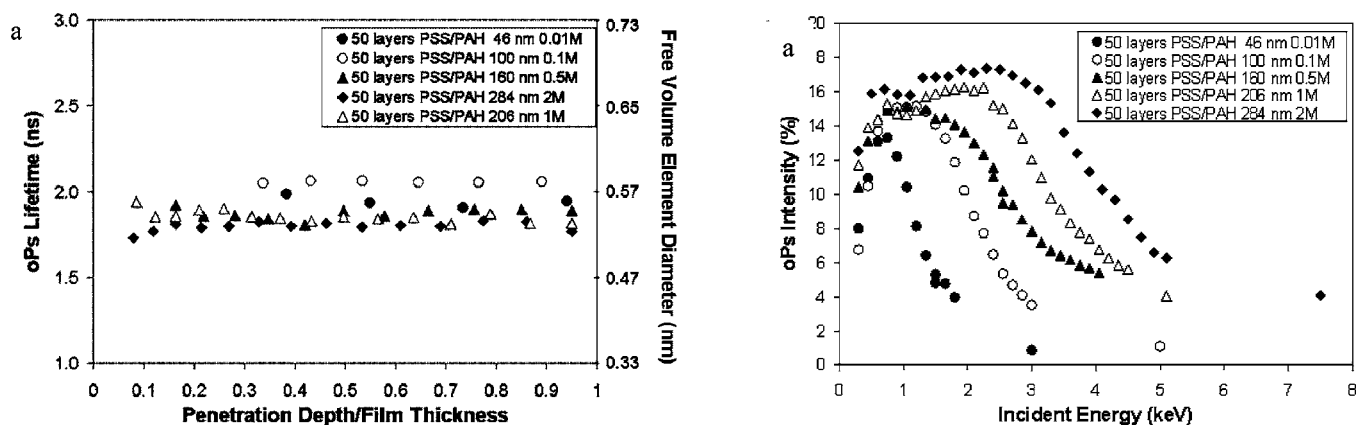 a
3.0
2.5
2.0
1.5
1.0
oPs Lifetime (ns)
50 layers PSS/PAH 46 nm 0.01M
50 layers PSS/PAH 100 nm 0.1M
50 layers PSS/PAH 160 nm 0.5M
50 layers PSS/PAH 284 nm 2M
50 layers PSS/PAH 206 nm 1M
0.73
0.65
0.57
0.47
0.33
Free Volume Element Diameter (nm)
0 0.1 0.2 0.3 0.4 0.5 0.6 0.7 0.8 0.9 1
Penetration Depth/Film Thickness
a
20
18
16
14
12
10
8
6
4
2
0
oPs Intensity (%)
50 layers PSS/PAH 46 nm 0.01M
50 layers PSS/PAH 100 nm 0.1M
50 layers PSS/PAH 160 nm 0.5M
50 layers PSS/PAH 206 nm 1M
50 layers PSS/PAH 284 nm 2M
0 1 2 3 4 5 6 7 8
Incident Energy (keV)